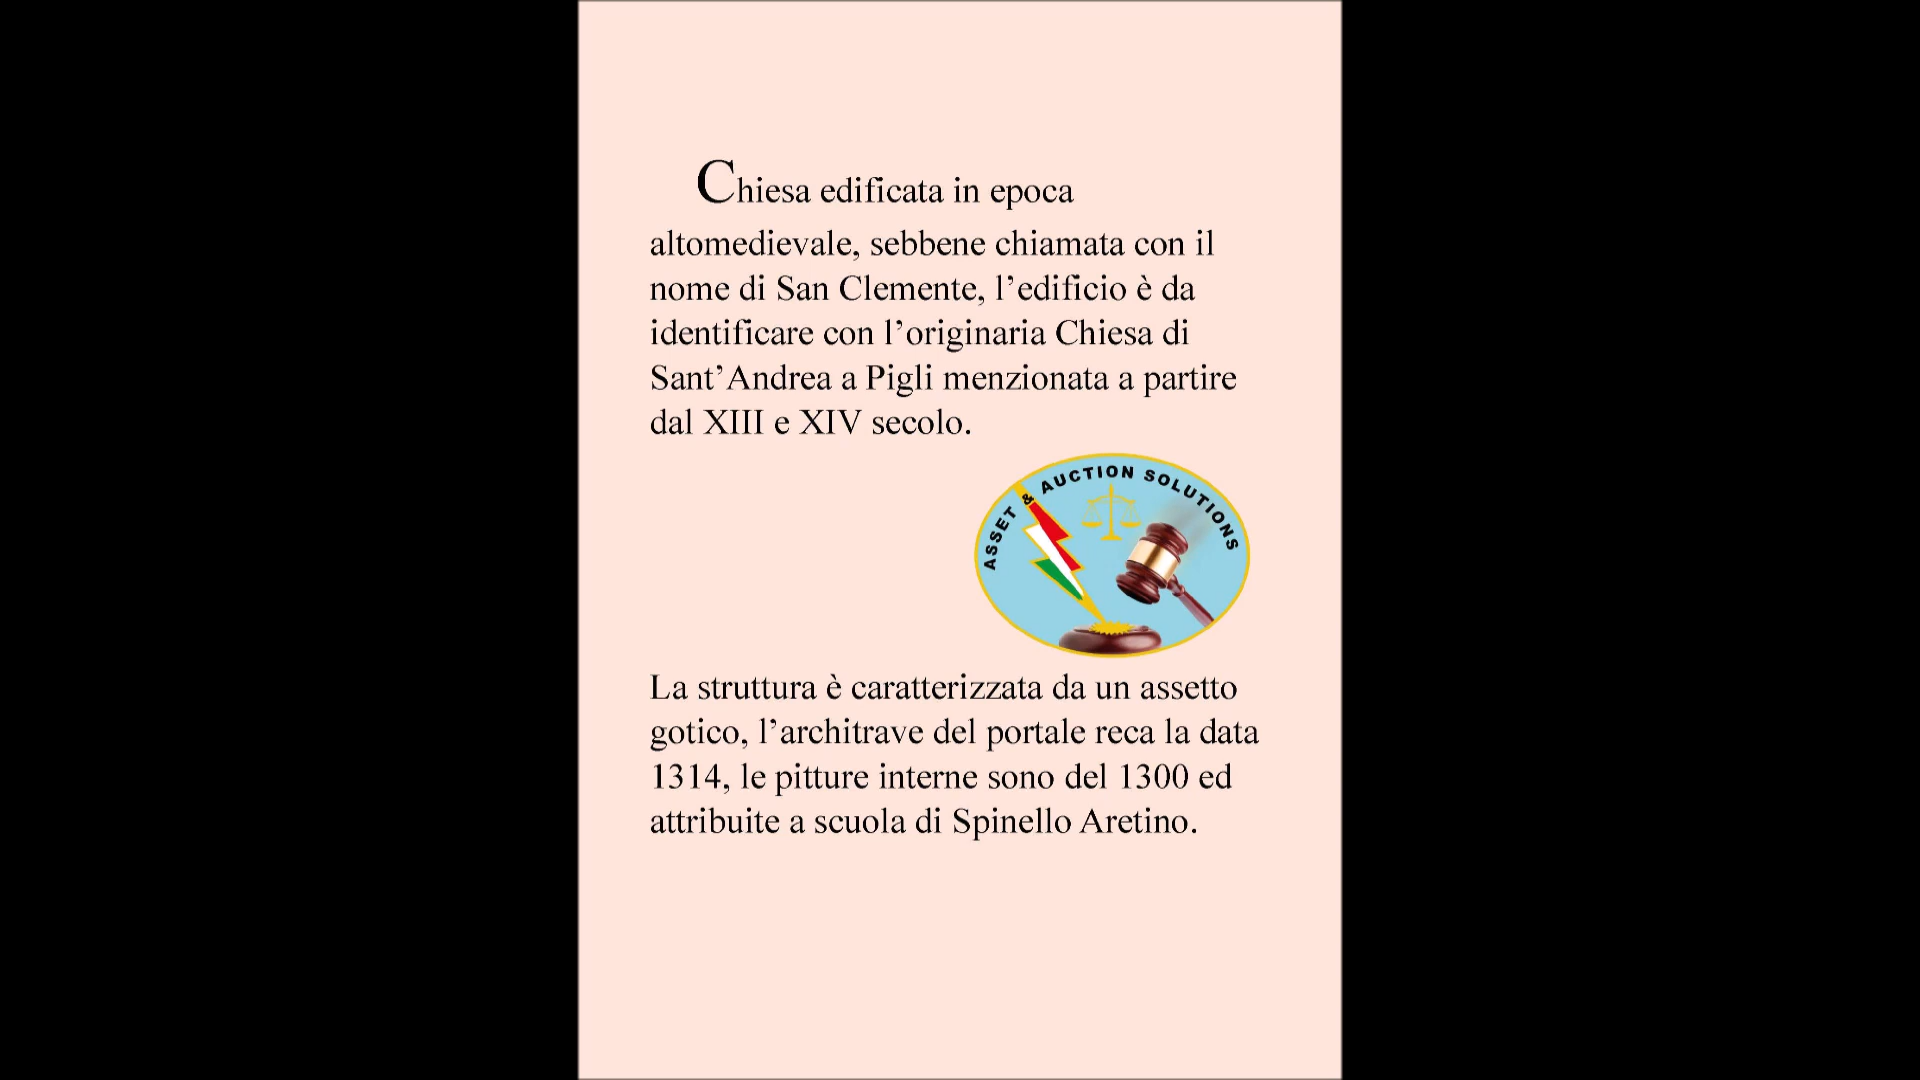 Chiesa edificata in epoca
altomedievale, sebbene chiamata con il
nome di San Clemente, l’edificio è da
identificare con l’originaria Chiesa di
Sant’Andrea a Pigli menzionata a partire
dal XIII e XIV secolo.
ASSET & AUCTION SOLUTIONS
La struttura è caratterizzata da un assetto
gotico, l’architrave del portale reca la data
1314, le pitture interne sono del 1300 ed
attribuite a scuola di Spinello Aretino.